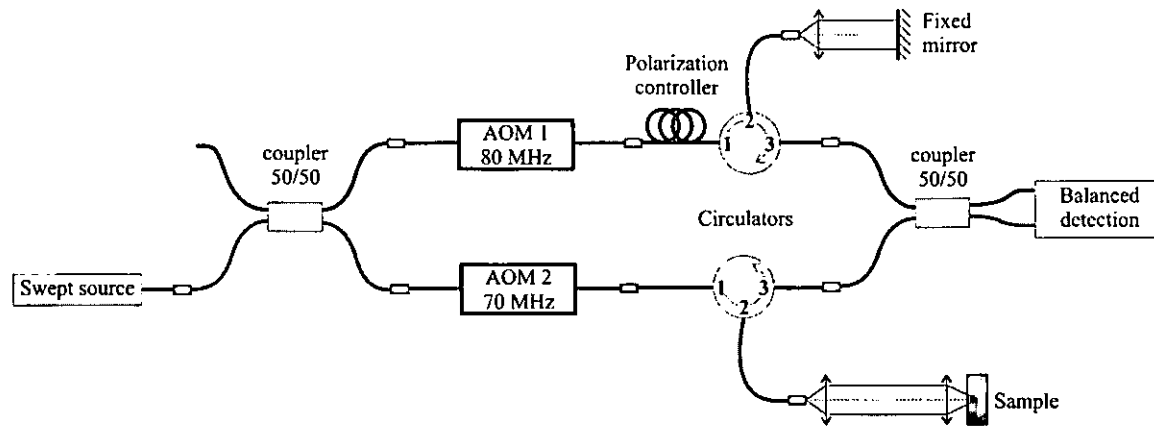 Fixed
mirror
Polarization
controller
2
1
3
AOM 1
80 MHz
coupler
50/50
coupler
50/50
Balanced
detection
Circulators
Swept source
AOM 2
70 MHz
1
3
2
Sample